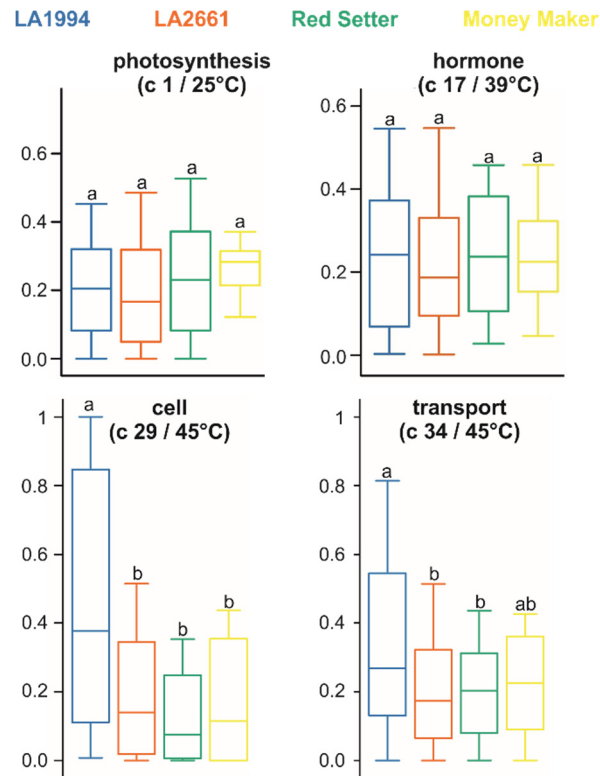 LA1994 LA2661 Red Setter Money Maker
photosynthesis
(c 1 / 25°C)
0.6
0.4
0.2
0.0
a a a a
hormone
(c 17 / 39°C)
0.6
0.4
0.2
0.0
a a a a
cell
(c 29 / 45°C)
1
0.8
0.6
0.4
0.2
0.0
a b b b
transport
(c 34 / 45°C)
1
0.8
0.6
0.4
0.2
0.0
a b b ab